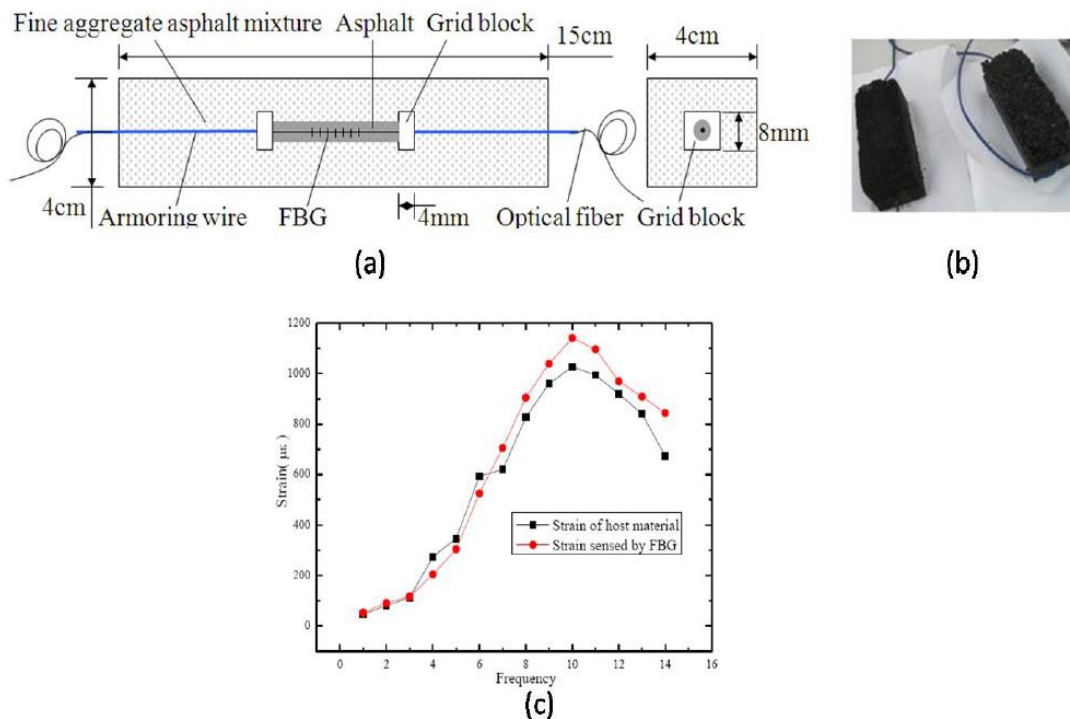 Fine aggregate asphalt mixture Asphalt Grid block
15cm 4cm
8mm
4cm
Armoring wire FBG 4mm Optical fiber Grid block
(a) (b)
1200
1000
800
600
400
200
0
Strain( µε )
Strain of host material
Strain sensed by FBG
0 2 4 6 8 10 12 14 16
Frequency
(c)